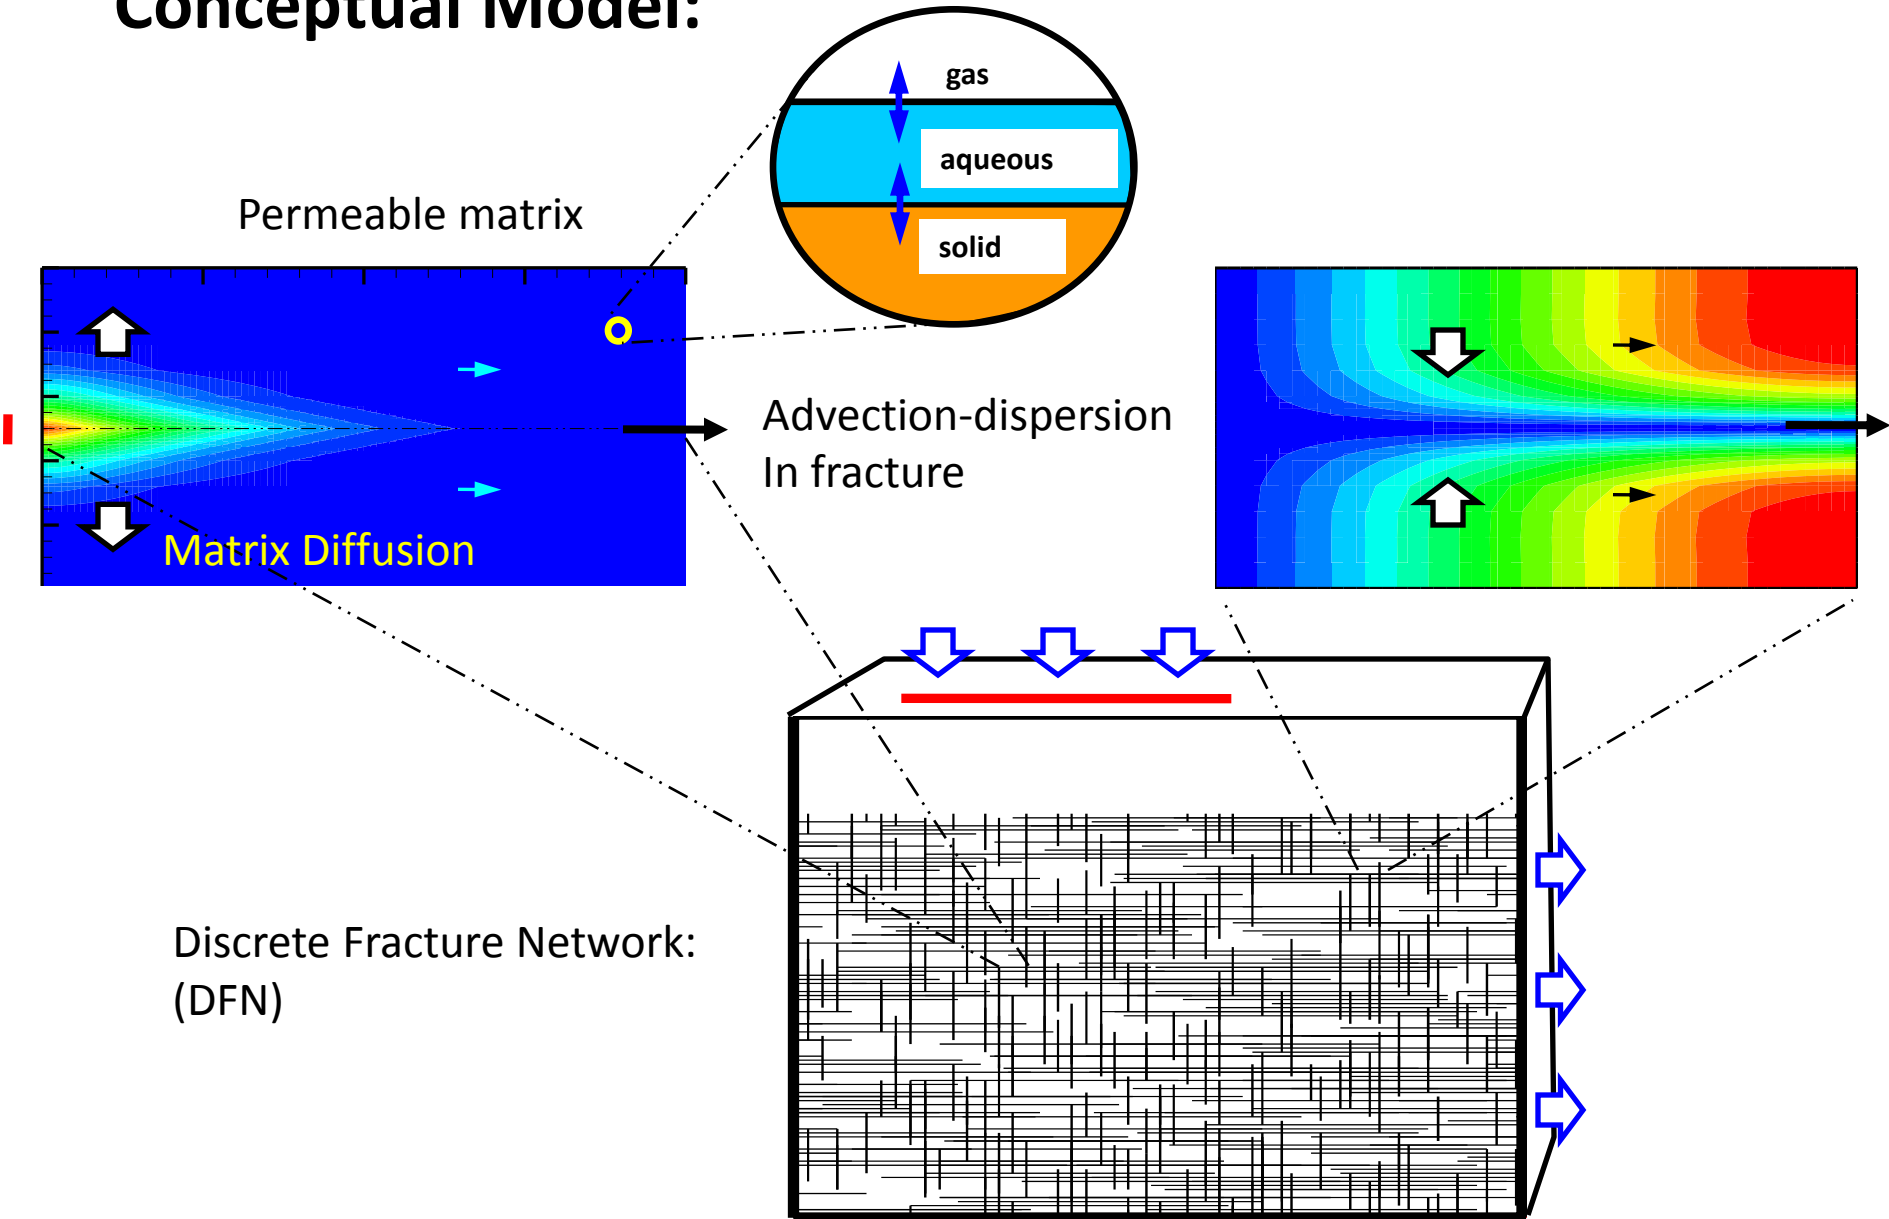 Conceptual Model:
gas
aqueous
solid
Permeable matrix
Advection-dispersion
In fracture
Matrix Diffusion
Discrete Fracture Network:
(DFN)